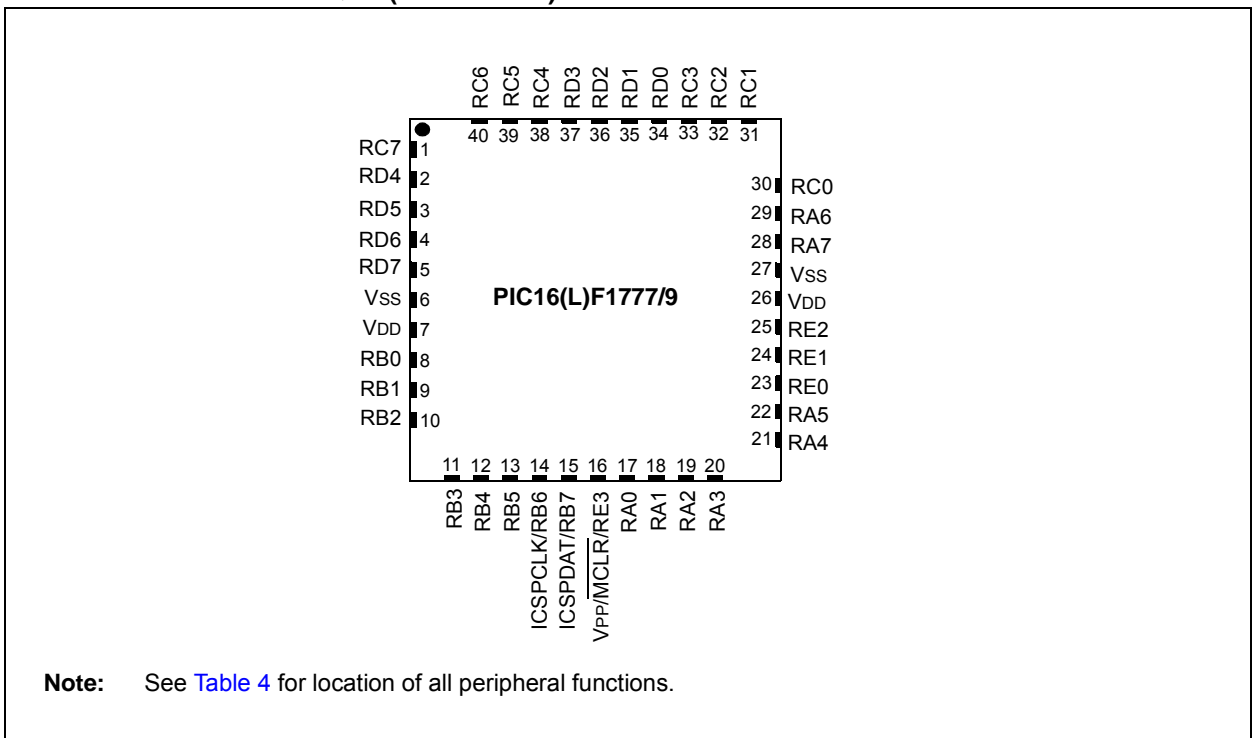 RC6 RC5 RC4 RD3 RD2 RD1 RD0 RC3 RC2 RC1
40 39 38 37 36 35 34 33 32 31
RC7 1
RD4 2
RD5 3
RD6 4
RD7 5
VSS 6
VDD 7
RB0 8
RB1 9
RB2 10
PIC16(L)F1777/9
30 RC0
29 RA6
28 RA7
27 VSS
26 VDD
25 RE2
24 RE1
23 RE0
22 RA5
21 RA4
11 12 13 14 15 16 17 18 19 20
RB3 RB4 RB5 ICSPCLK/RB6 ICSPDAT/RB7 VPP/MCLR/RE3 RA0 RA1 RA2 RA3
Note: See Table 4 for location of all peripheral functions.